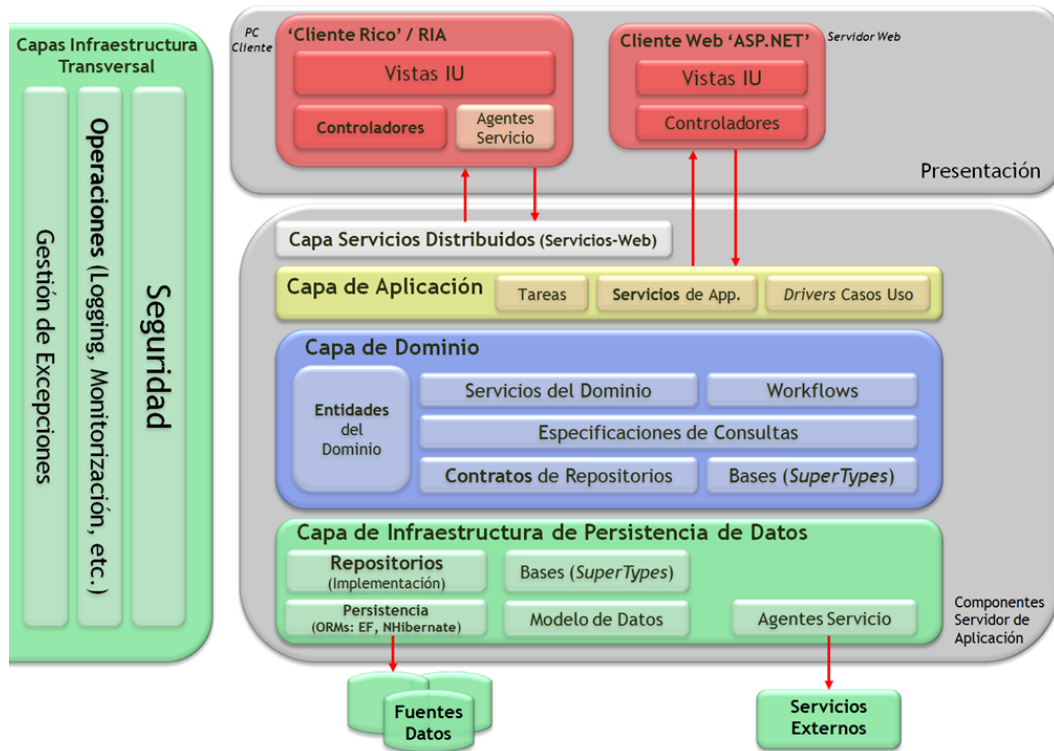 Capas Infraestructura
Transversal
Gestión de Excepciones
Operaciones (Logging, Monitorización, etc.)
Seguridad
PC
Cliente
‘Cliente Rico’ / RIA
Vistas IU
Controladores
Agentes
Servicio
Cliente Web ‘ASP.NET’
Servidor Web
Vistas IU
Controladores
Presentación
Capa Servicios Distribuidos (Servicios-Web)
Capa de Aplicación
Tareas
Servicios de App.
Drivers Casos Uso
Capa de Dominio
Entidades
del
Dominio
Servicios del Dominio
Workflows
Especificaciones de Consultas
Contratos de Repositorios
Bases (SuperTypes)
Capa de Infraestructura de Persistencia de Datos
Repositorios
(Implementación)
Bases (SuperTypes)
Persistencia
(ORMs: EF, NHibernate)
Modelo de Datos
Agentes Servicio
Componentes
Servidor de
Aplicación
Fuentes
Datos
Servicios
Externos